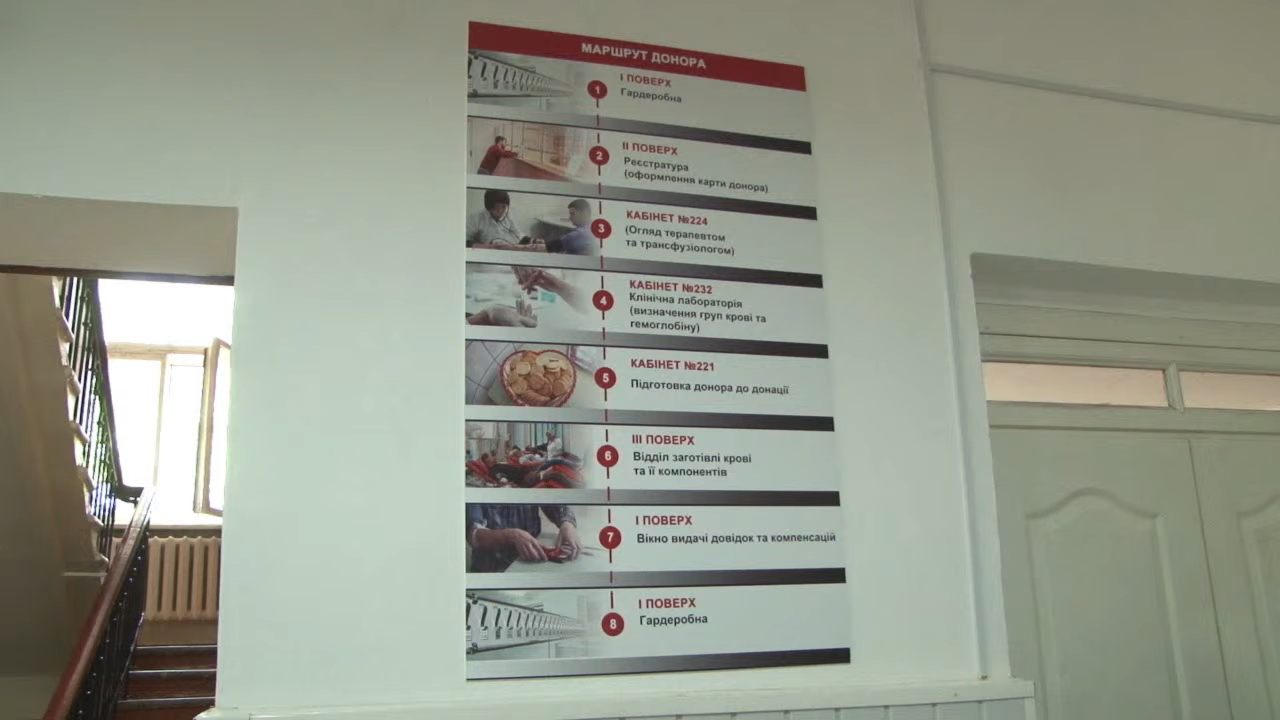 МАРШРУТ ДОНОРА
1
І ПОВЕРХ
Гардеробна
2
ІІ ПОВЕРХ
Реєстратура
(оформлення карти донора)
3
КАБІНЕТ №224
(Огляд терапевтом
та трансфузіологом)
4
КАБІНЕТ №232
Клінічна лабораторія
(визначення груп крові та
гемоглобіну)
5
КАБІНЕТ №221
Підготовка донора до донації
6
ІІІ ПОВЕРХ
Відділ заготівлі крові
та її компонентів
7
І ПОВЕРХ
Вікно видачі довідок та компенсацій
8
І ПОВЕРХ
Гардеробна